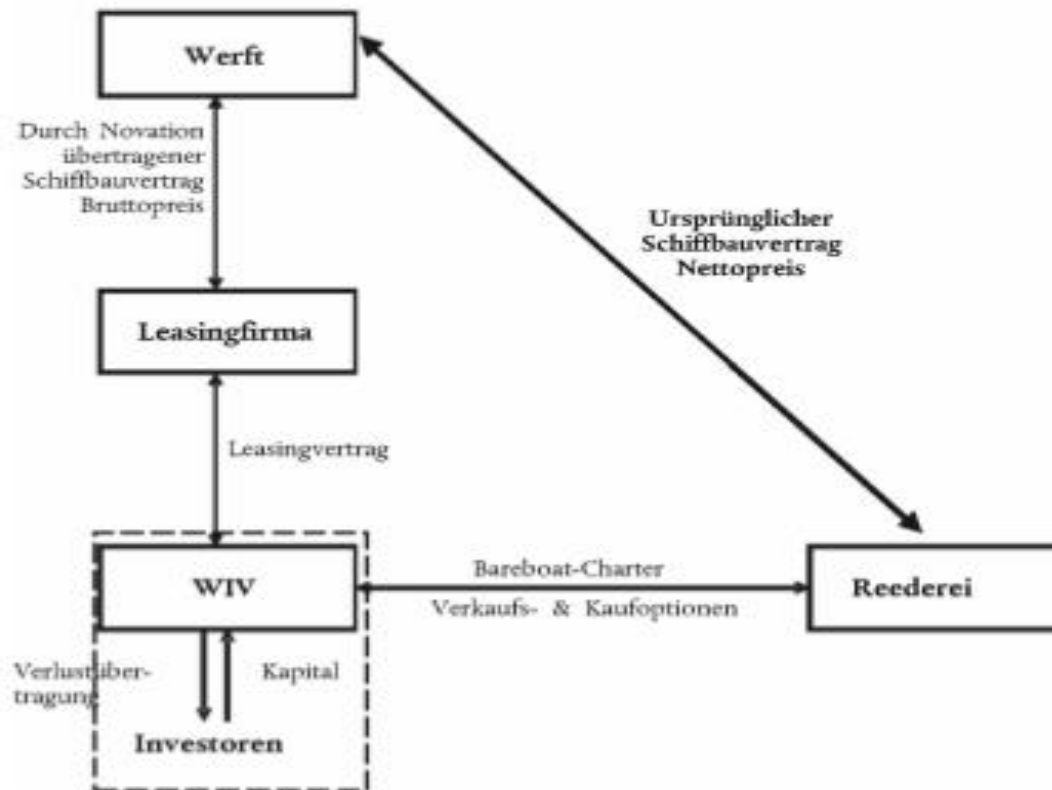 Werft
Durch Novation
übertragener
Schiffbauvertrag
Bruttopreis
Ursprünglicher
Schiffbauvertrag
Nettopreis
Leasingfirma
Leasingvertrag
WIV
Bareboat-Charter
Verkaufs- & Kaufoptionen
Reederei
Verlustüber-
tragung
Kapital
Investoren